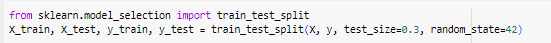 from sklearn.model_selection import train_test_split
X_train, X_test, y_train, y_test = train_test_split(X, y, test_size=0.3, random_state=42)